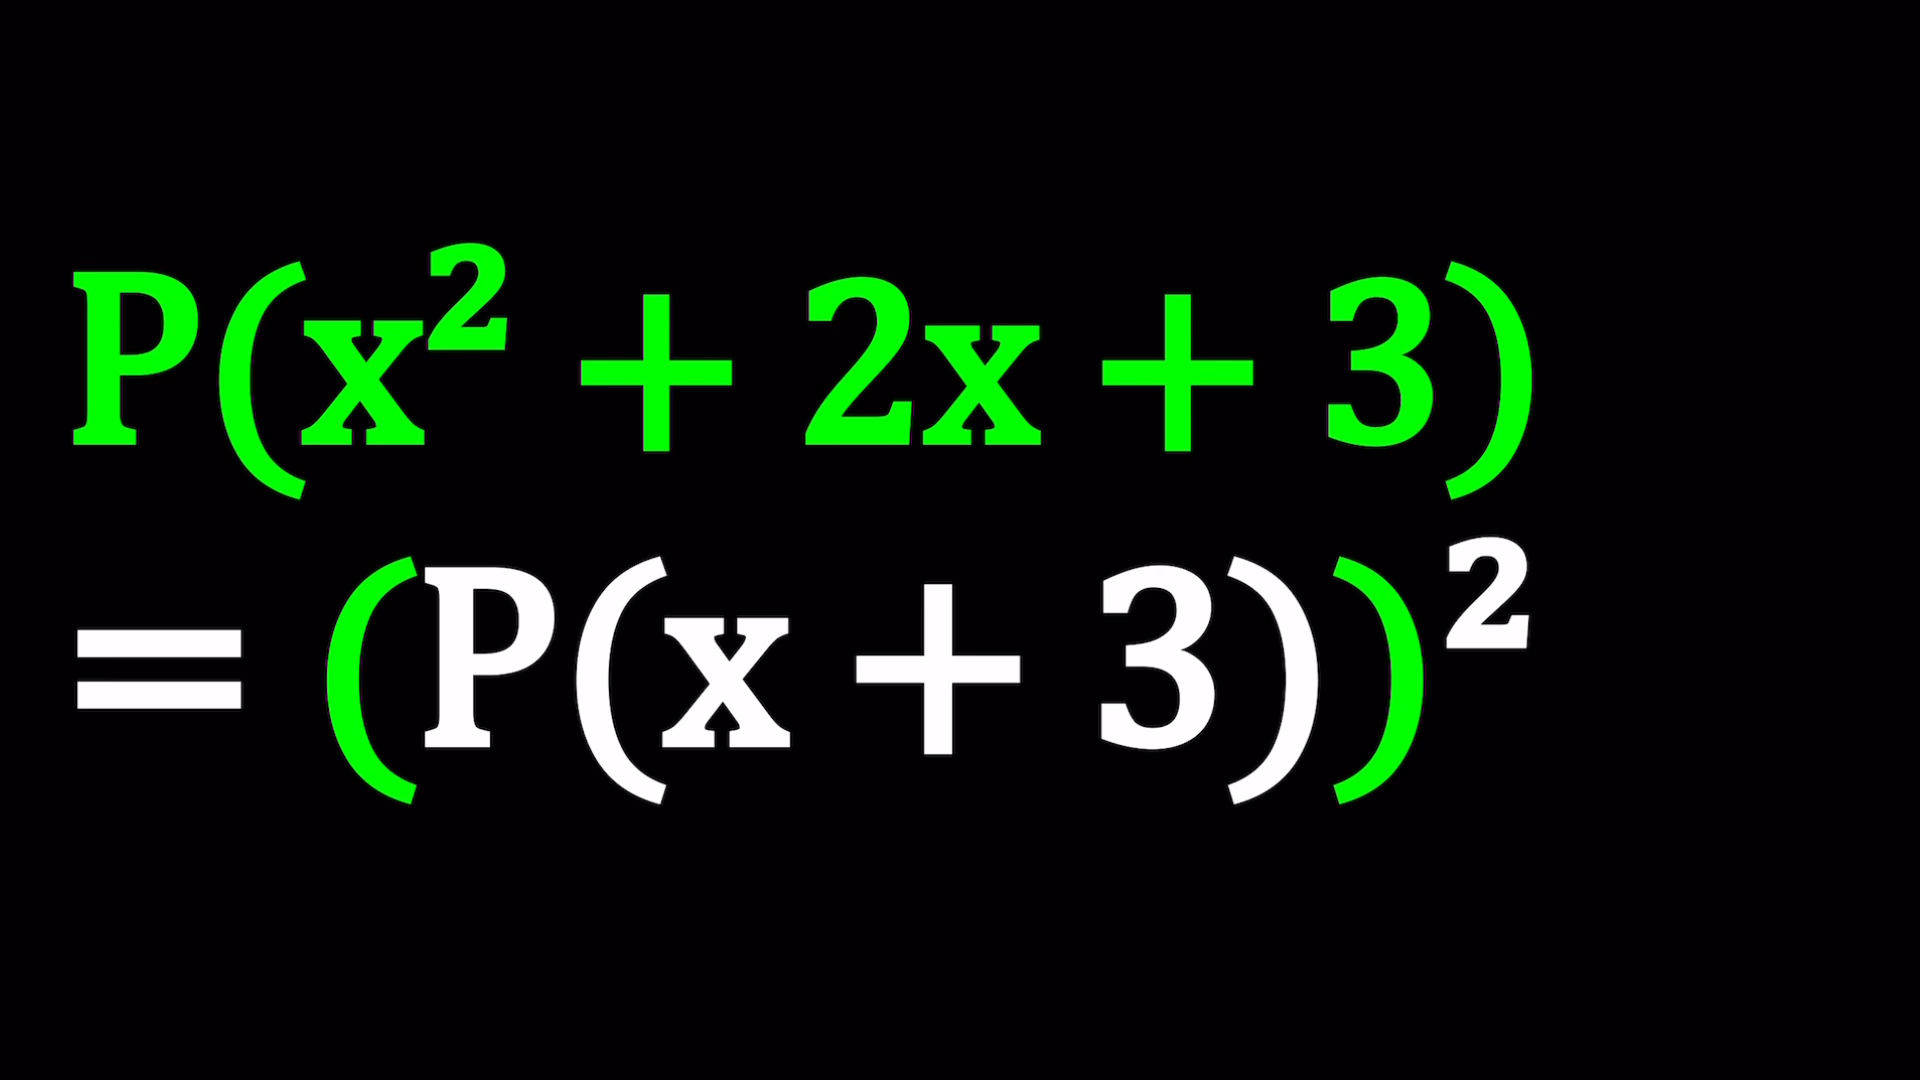 P(x² + 2x + 3)
= (P(x + 3))²